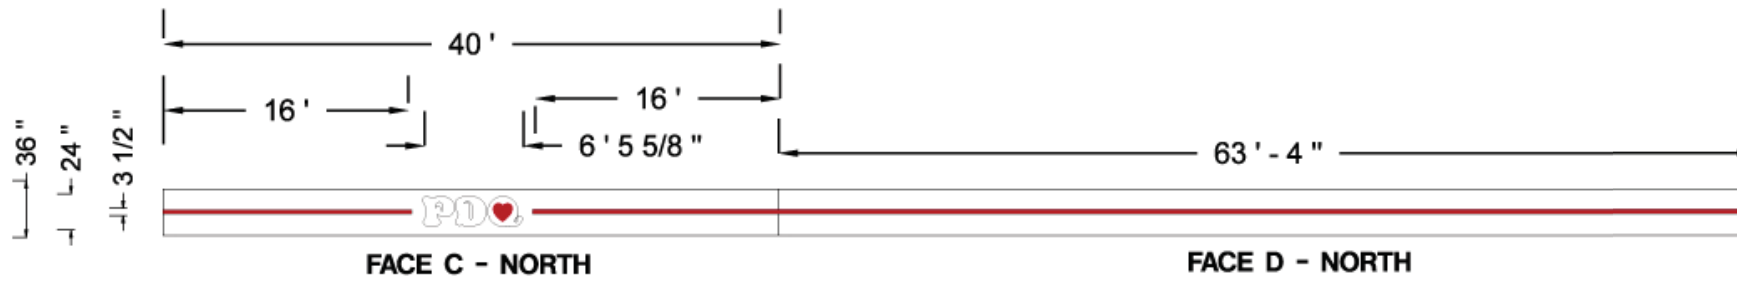 40 '
16 '
16 '
6 ' 5 5/8 "
63 ' - 4 "
36 "
24 "
3 1/2 "
PDQ
FACE C - NORTH
FACE D - NORTH